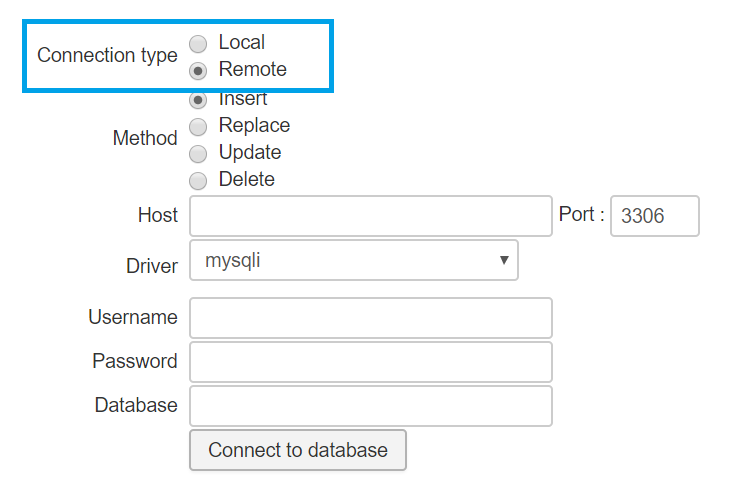 Connection type
Local
Remote
Method
Insert
Replace
Update
Delete
Host
Port : 3306
Driver
mysqli
Username
Password
Database
Connect to database